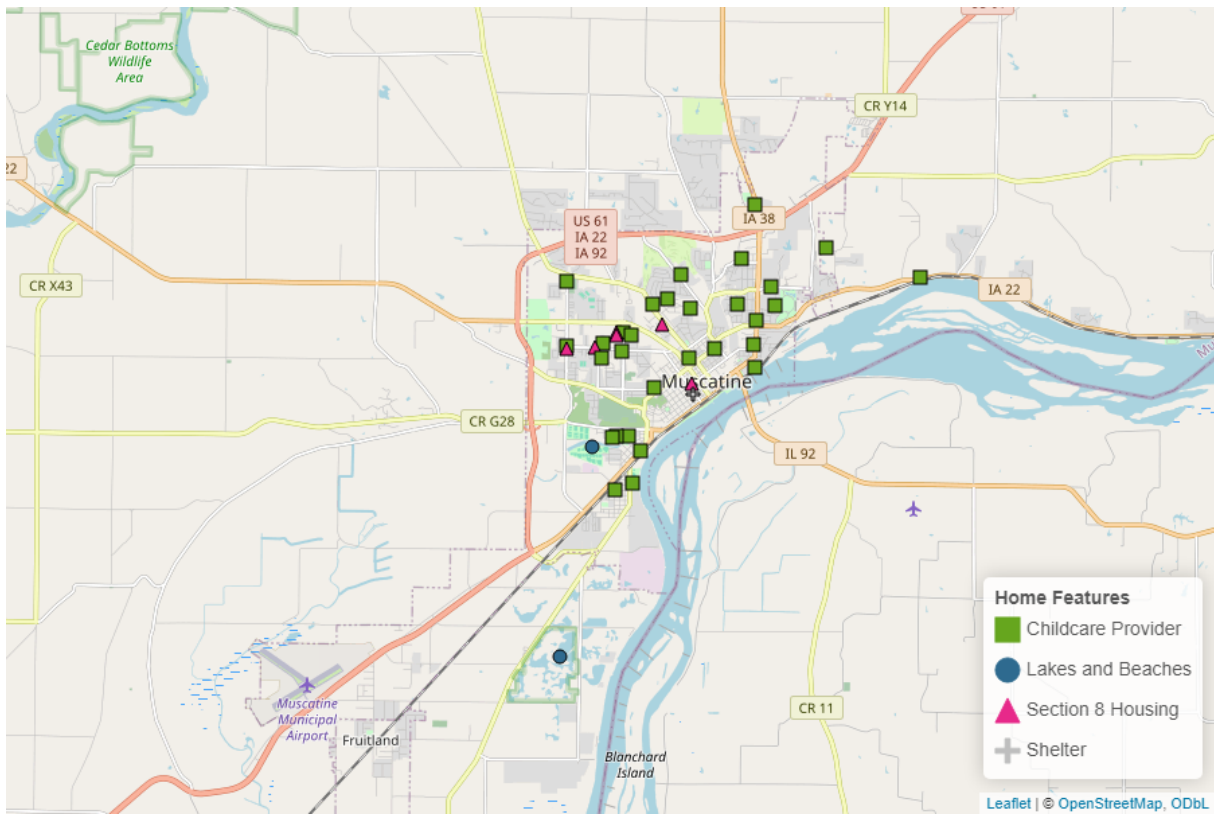 Cedar Bottoms
Wildlife
Area
CR Y14
22
IA 38
US 61
IA 22
IA 92
CR X43
IA 22
Muscatine
CR G28
IL 92
Home Features
Childcare Provider
Lakes and Beaches
Section 8 Housing
Shelter
Muscatine
Municipal
Airport
Fruitland
CR 11
Blanchard
Island
Leaflet | © OpenStreetMap, ODbL